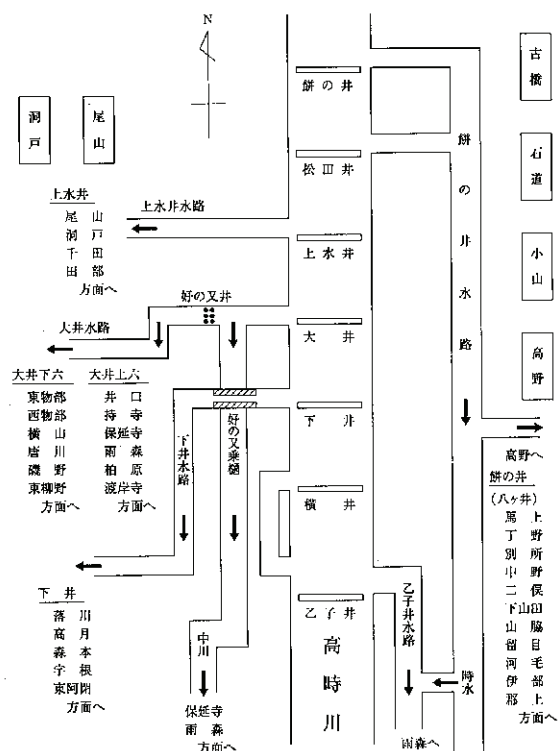 N
古橋
石道
小山
高野
洞戸
尾山
餅の井
松田井
上水井
大井
下井
横井
乙子井
高時川
餅の井水路
上水井水路
上水井
尾山
洞戸
千田
田部
方面へ
好の又井
大井水路
大井下六
東物部
西物部
横山
唐川
磯野
東柳野
方面へ
大井上六
井口
持寺
保延寺
雨森
柏原
渡岸寺
方面へ
下井水路
好の又乗樋
下井
落川
高月
森本
宇根
東阿閉
方面へ
中川
保延寺
雨森
方面へ
乙子井水路
雨森へ
時水
高野へ
餅の井
(八ヶ井)
馬上
丁野
別所
中野
二俣
下山田
山脇
留目
河毛
伊部
郡上
方面へ